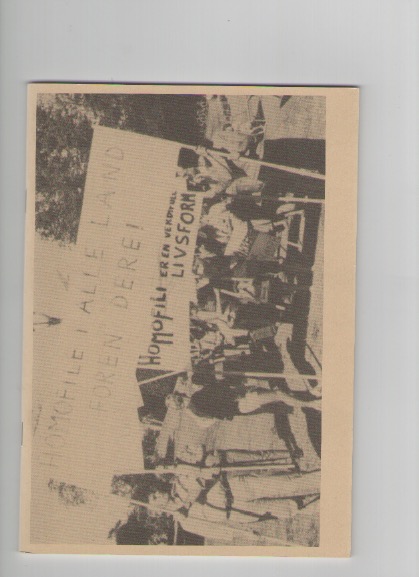 HOMOFILE I ALLE LAND
FOREN DERE!
HOMOFILI ER EN VERDIFULL
LIVSFORM